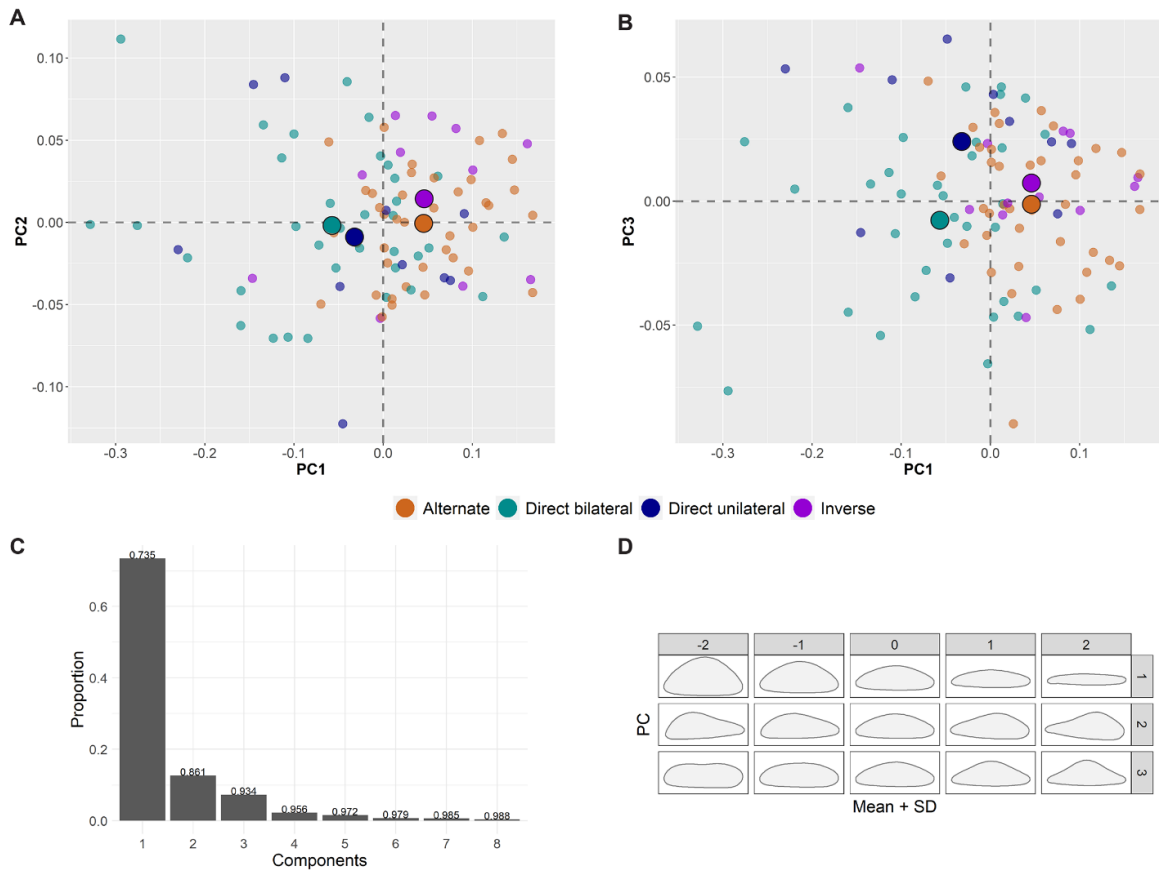 A
B
0.10
0.05
0.00
-0.05
-0.10
PC2
-0.3
-0.2
-0.1
0.0
0.1
PC1
0.05
0.00
-0.05
PC3
-0.3
-0.2
-0.1
0.0
0.1
PC1
Alternate Direct bilateral Direct unilateral Inverse
C
D
0.735
0.861
0.934
0.956
0.972
0.979
0.985
0.988
0.6
0.4
0.2
0.0
Proportion
1 2 3 4 5 6 7 8
Components
-2 -1 0 1 2
1
2
3
PC
Mean + SD